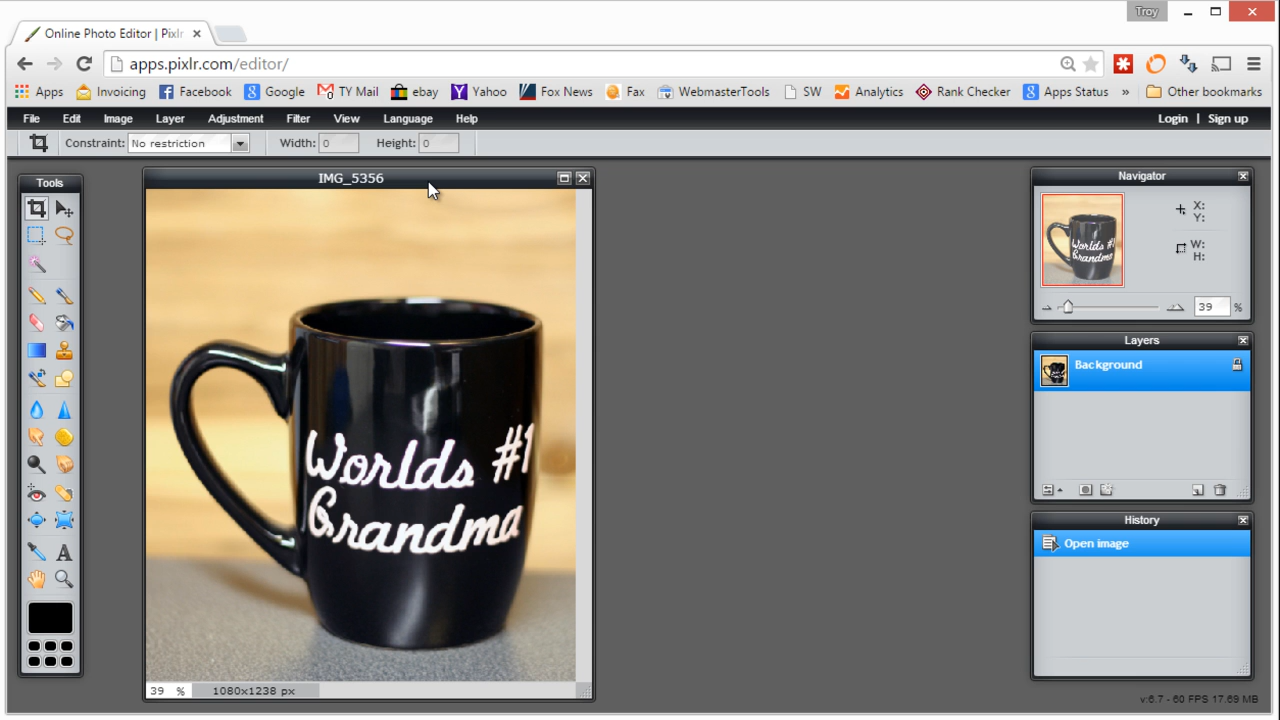 Troy
Online Photo Editor | Pixlr
apps.pixlr.com/editor/
Apps Invoicing Facebook Google TY Mail ebay Yahoo Fox News Fax WebmasterTools SW Analytics Rank Checker Apps Status » Other bookmarks
File Edit Image Layer Adjustment Filter View Language Help Login | Sign up
Constraint: No restriction Width: 0 Height: 0
Tools
IMG_5356
Worlds #1
Grandma
39 % 1080x1238 px
Navigator
Worlds #1
Grandma
X:
Y:
W:
H:
39 %
Layers
Background
History
Open image
v:6.7 - 60 FPS 17.69 MB